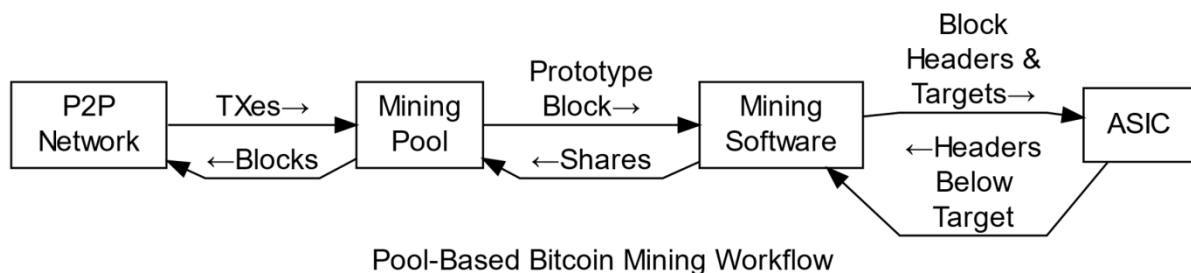 P2P
Network
TXes→
←Blocks
Mining
Pool
Prototype
Block→
←Shares
Mining
Software
Block
Headers &
Targets→
←Headers
Below
Target
ASIC
Pool-Based Bitcoin Mining Workflow